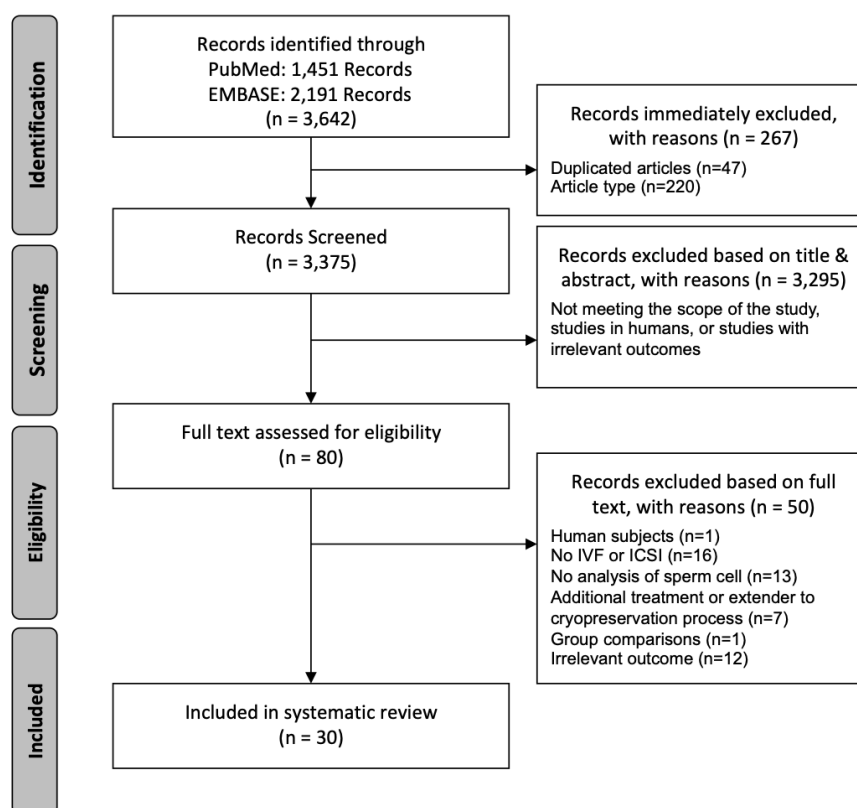 Identification
Records identified through
PubMed: 1,451 Records
EMBASE: 2,191 Records
(n = 3,642)
Records immediately excluded,
with reasons (n = 267)
Duplicated articles (n=47)
Article type (n=220)
Screening
Records Screened
(n = 3,375)
Records excluded based on title &
abstract, with reasons (n = 3,295)
Not meeting the scope of the study,
studies in humans, or studies with
irrelevant outcomes
Eligibility
Full text assessed for eligibility
(n = 80)
Records excluded based on full
text, with reasons (n = 50)
Human subjects (n=1)
No IVF or ICSI (n=16)
No analysis of sperm cell (n=13)
Additional treatment or extender to
cryopreservation process (n=7)
Group comparisons (n=1)
Irrelevant outcome (n=12)
Included
Included in systematic review
(n = 30)